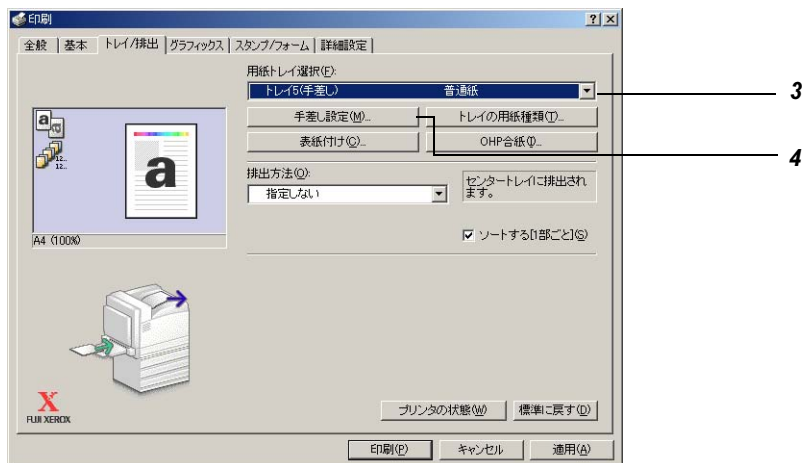 印刷
全般 基本 トレイ/排出 グラフィックス スタンプ/フォーム 詳細設定
用紙トレイ選択(F):
トレイ5(手差し) 普通紙
3
手差し設定(M)... トレイの用紙種類(T)...
表紙付け(C)... OHP合紙(I)...
4
排出方法(O):
指定しない
センタートレイに排出され
ます。
ソートする[1部ごと](S)
a
a
12..
12..
a
A4 (100%)
X
FUJI XEROX
プリンタの状態(W) 標準に戻す(D)
印刷(P) キャンセル 適用(A)